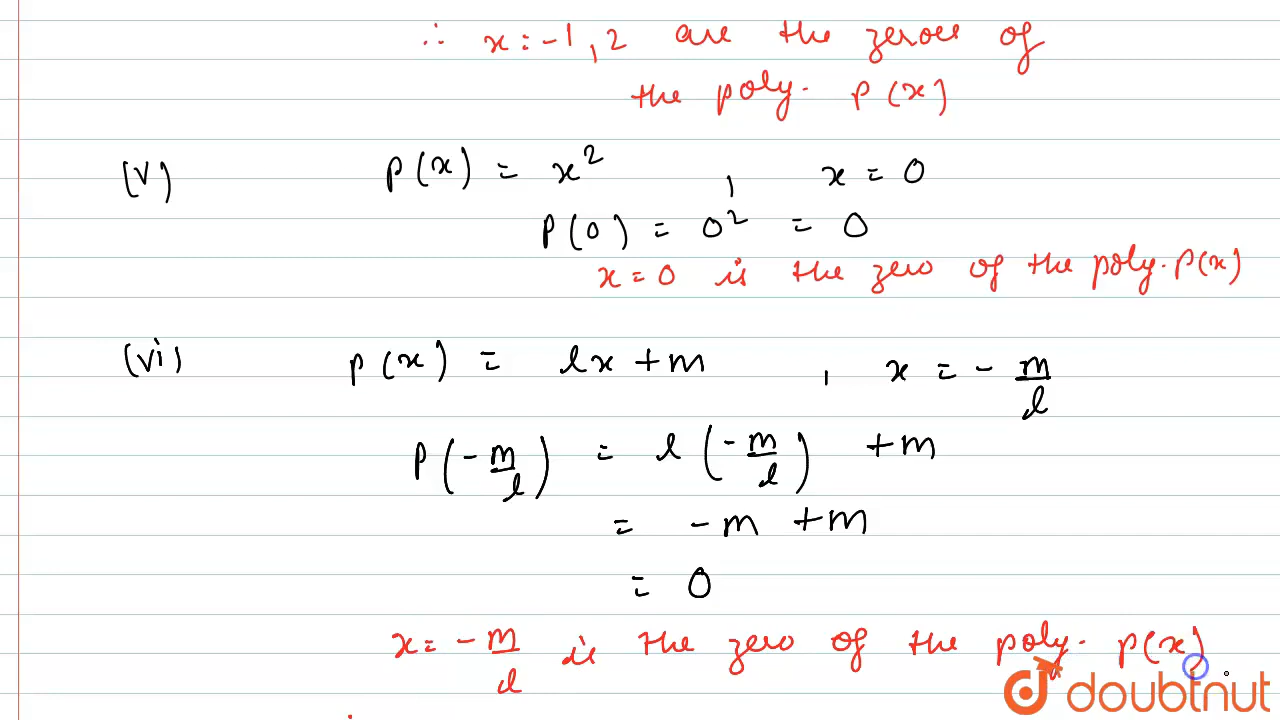 ∴ x = -1, 2 are the zeroes of
the poly. P(x)
(v) P(x) = x² , x = 0
P(0) = 0² = 0
x = 0 is the zero of the poly. P(x)
(vi) P(x) = lx + m , x = - m/l
P(- m/l) = l(- m/l) + m
= - m + m
= 0
x = - m/l is the zero of the poly. P(x)
doubtnut